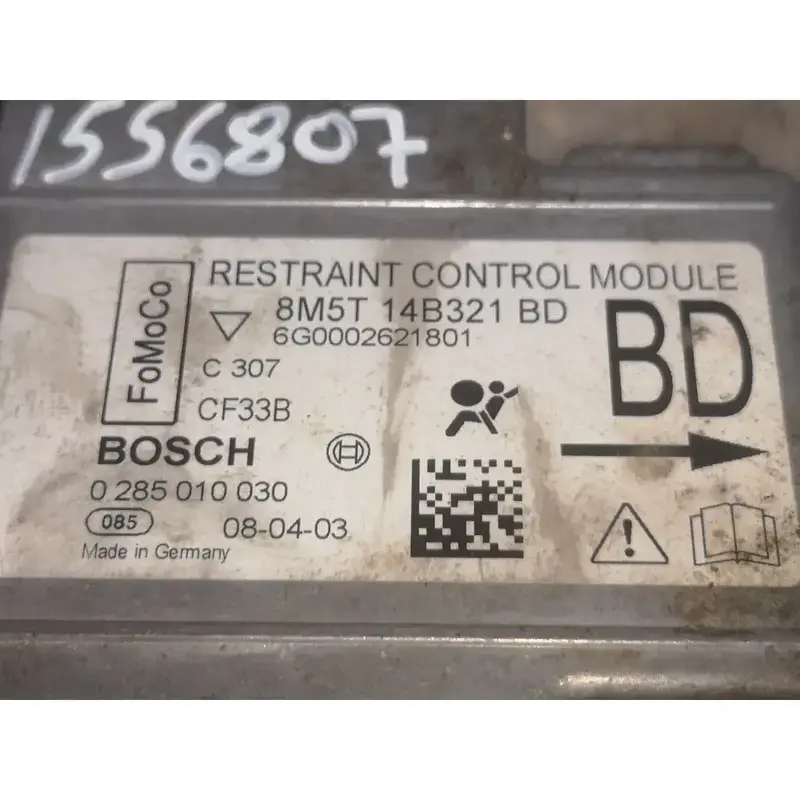 1556807
RESTRAINT CONTROL MODULE
FoMoCo
8M5T 14B321 BD
6G0002621801
BD
C 307
CF33B
BOSCH
0 285 010 030
085
08-04-03
Made in Germany